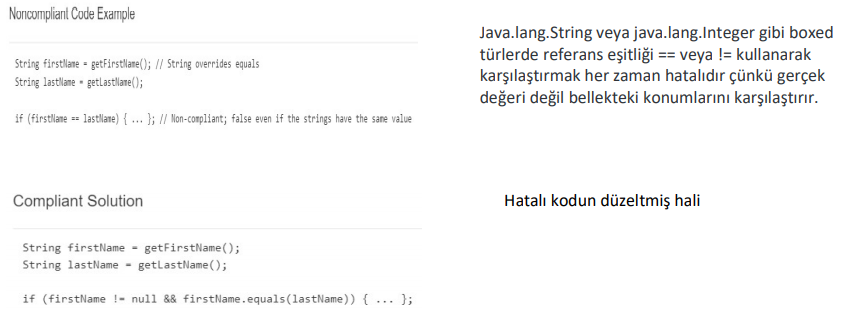 Noncompliant Code Example
String firstName = getFirstName(); // String overrides equals
String lastName = getLastName();
if (firstName == lastName) { ... }; // Non-compliant; false even if the strings have the same value
Java.lang.String veya java.lang.Integer gibi boxed
türlerde referans eşitliği == veya != kullanarak
karşılaştırmak her zaman hatalıdır çünkü gerçek
değeri değil bellekteki konumlarını karşılaştırır.
Compliant Solution
String firstName = getFirstName();
String lastName = getLastName();
if (firstName != null && firstName.equals(lastName)) { ... };
Hatalı kodun düzeltmiş hali